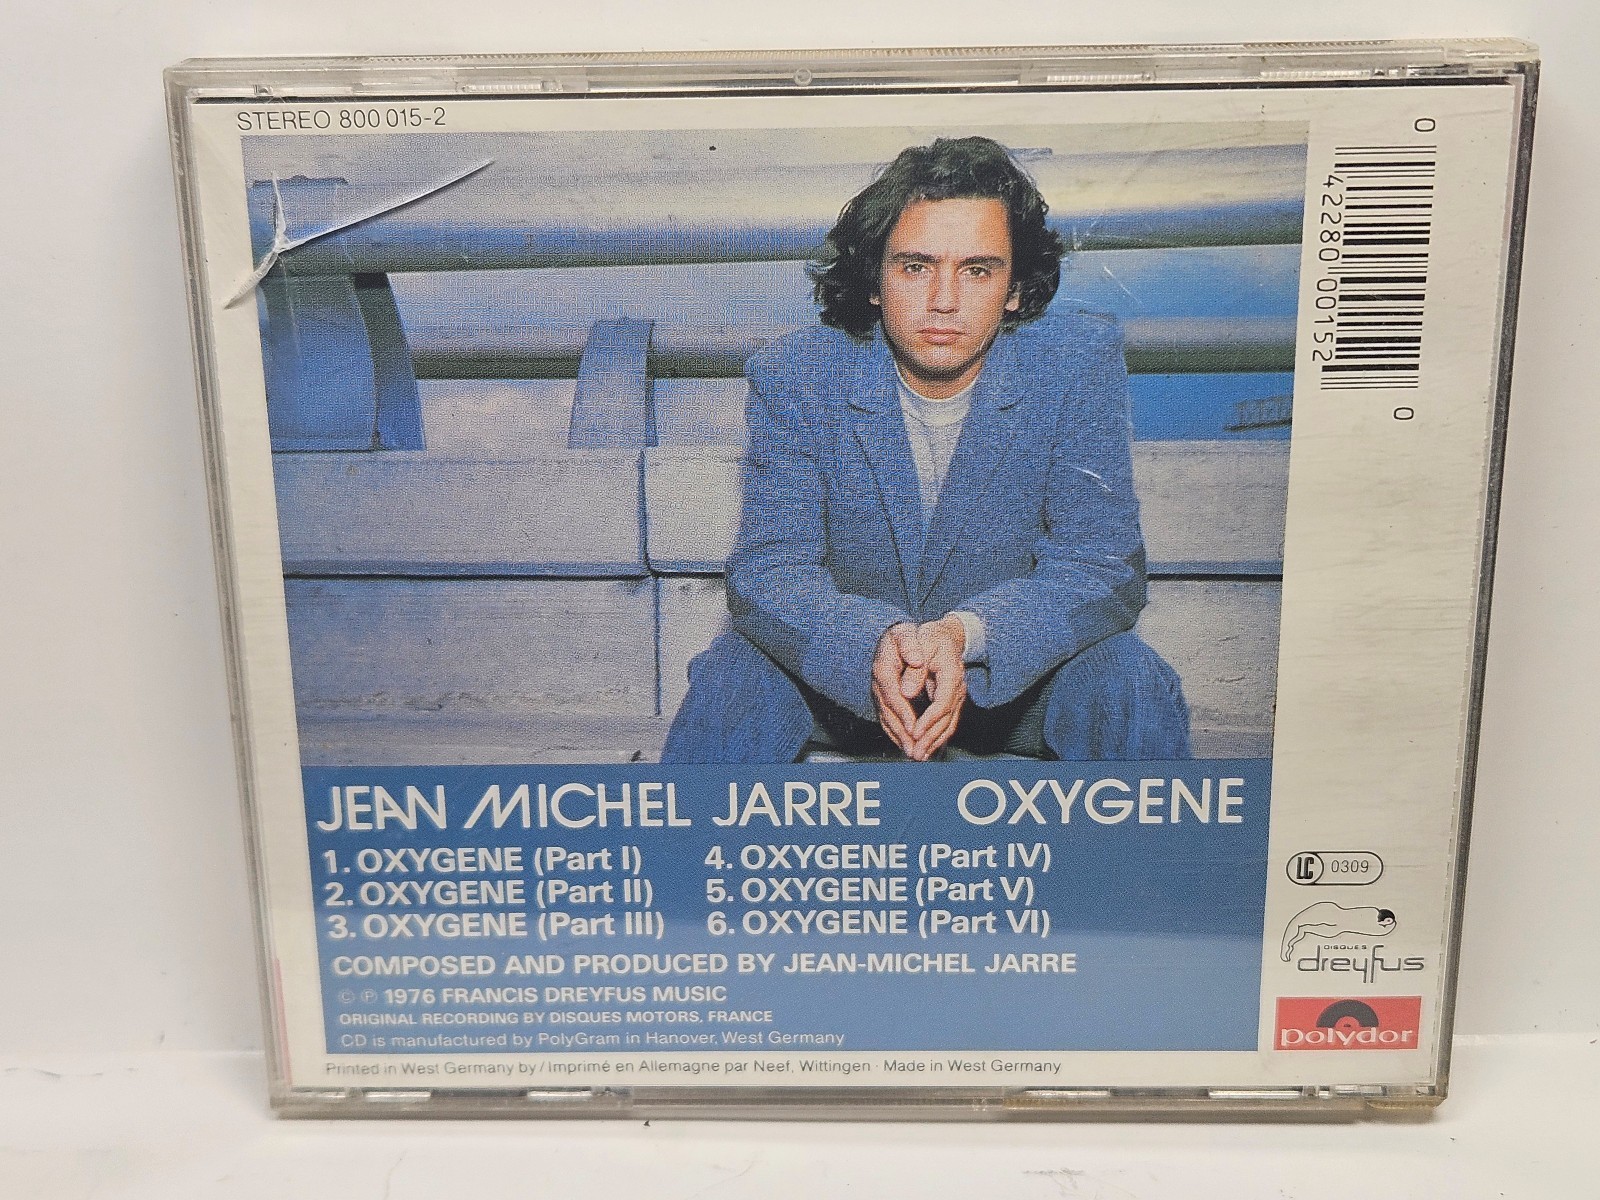 STEREO 800 015-2
0 42280 00152 0
JEAN MICHEL JARRE OXYGENE
1. OXYGENE (Part I)
2. OXYGENE (Part II)
3. OXYGENE (Part III)
4. OXYGENE (Part IV)
5. OXYGENE (Part V)
6. OXYGENE (Part VI)
COMPOSED AND PRODUCED BY JEAN-MICHEL JARRE
© ℗ 1976 FRANCIS DREYFUS MUSIC
ORIGINAL RECORDING BY DISQUES MOTORS, FRANCE
CD is manufactured by PolyGram in Hanover, West Germany
Printed in West Germany by / Imprimé en Allemagne par Neef, Wittingen · Made in West Germany
LC 0309
DISQUES
dreyfus
polydor